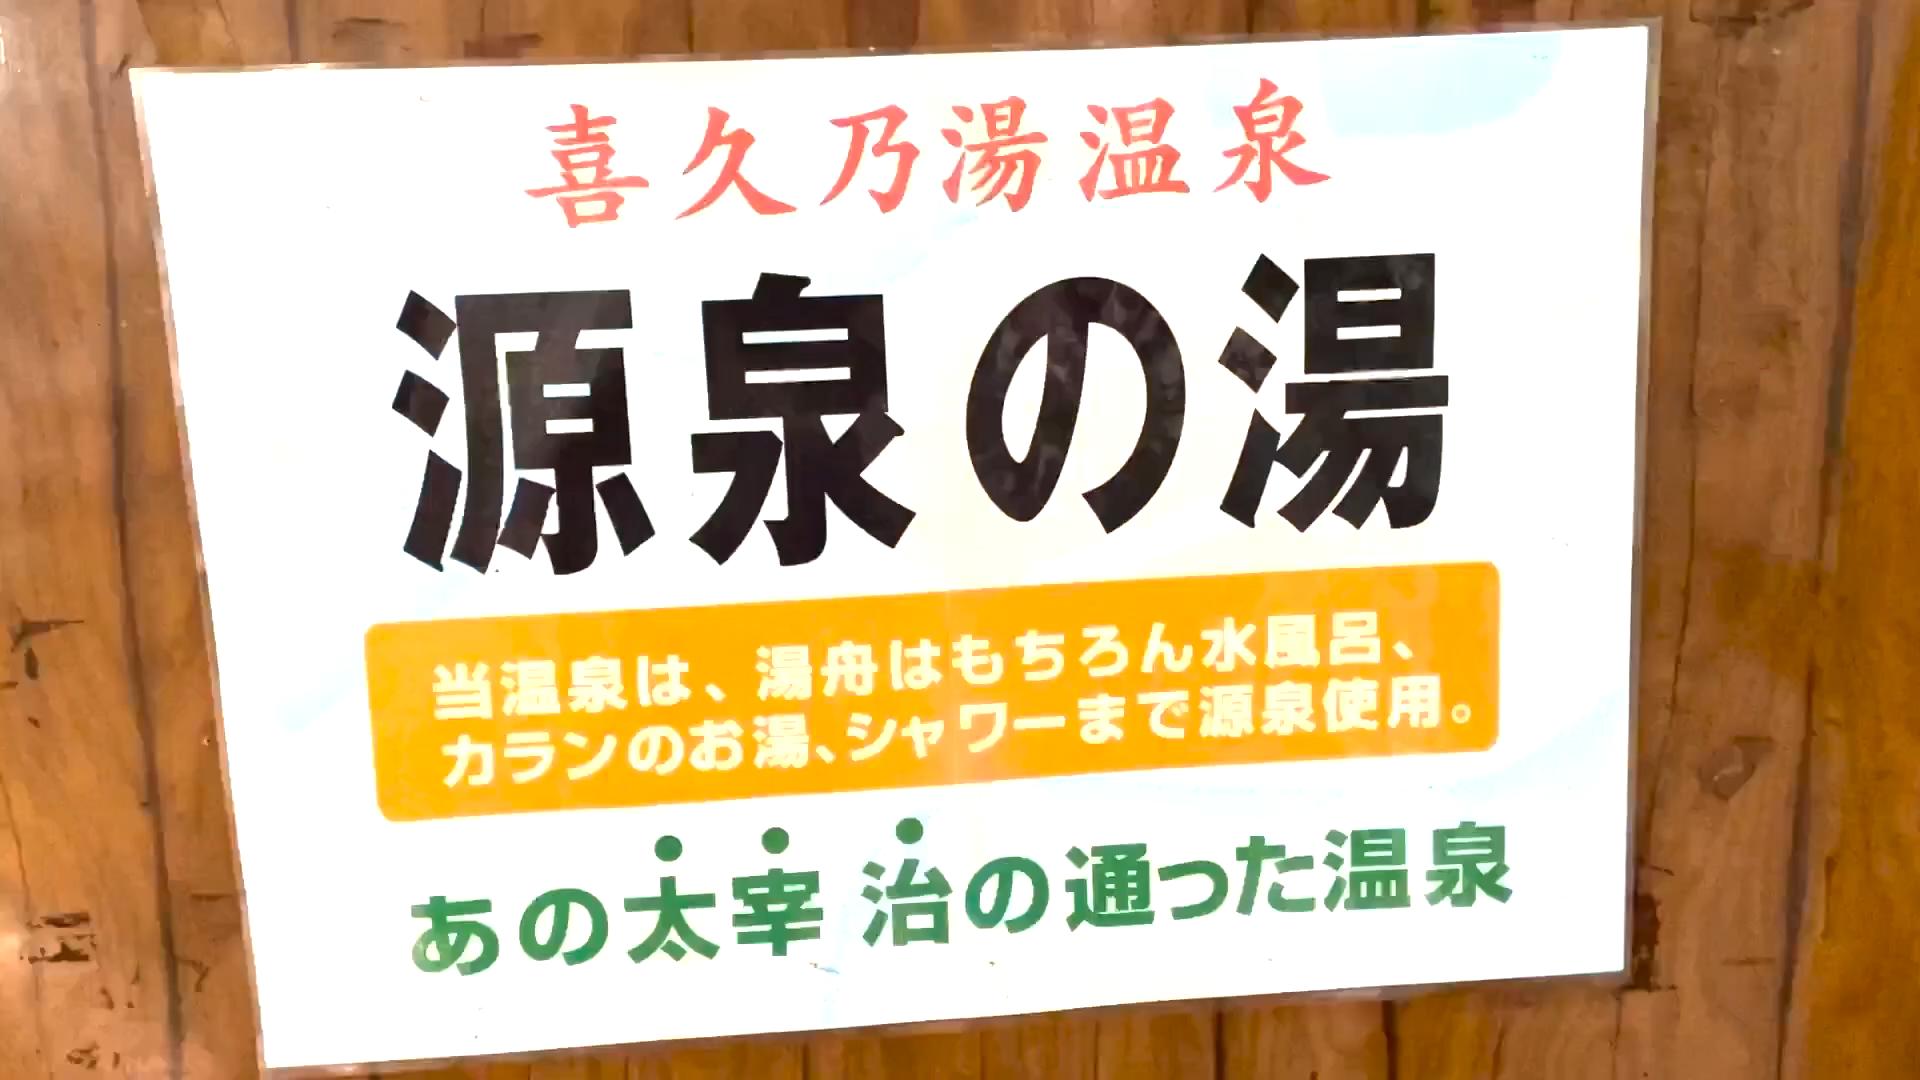 喜久乃湯温泉
源泉の湯
当温泉は、湯舟はもちろん水風呂、
カランのお湯、シャワーまで源泉使用。
あの太宰 治の通った温泉